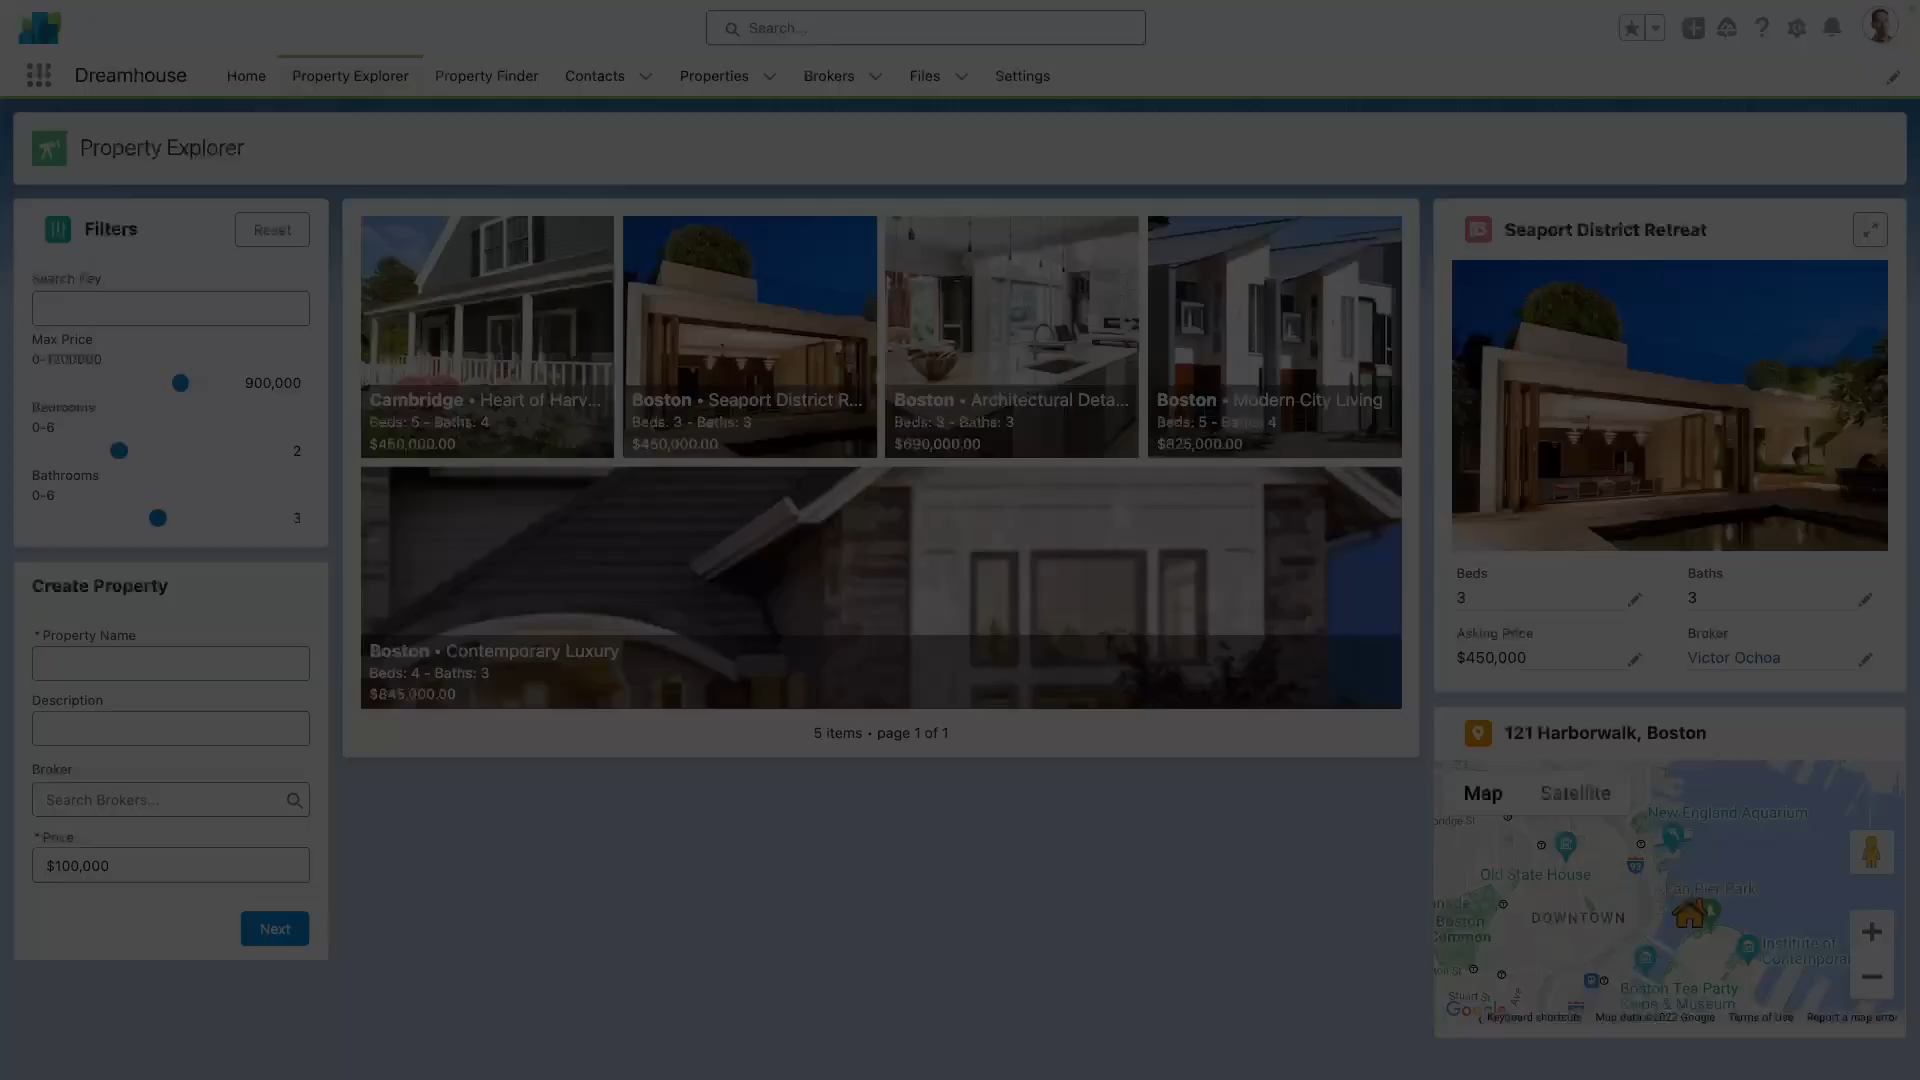 Search...
Dreamhouse
Home
Property Explorer
Property Finder
Contacts
Properties
Brokers
Files
Settings
Property Explorer
Filters
Reset
Search Key
Max Price
0-1200000
900,000
Bedrooms
0-6
2
Bathrooms
0-6
3
Create Property
* Property Name
Description
Broker
Search Brokers...
* Price
$100,000
Next
Cambridge • Heart of Harv...
Beds: 5 - Baths: 4
$450,000.00
Boston • Seaport District R...
Beds: 3 - Baths: 3
$450,000.00
Boston • Architectural Deta...
Beds: 3 - Baths: 3
$690,000.00
Boston • Modern City Living
Beds: 5 - Baths: 4
$825,000.00
Boston • Contemporary Luxury
Beds: 4 - Baths: 3
$845,000.00
5 items • page 1 of 1
Seaport District Retreat
Beds
3
Baths
3
Asking Price
$450,000
Broker
Victor Ochoa
121 Harborwalk, Boston
Map
Satellite
New England Aquarium
93
Old State House
Fan Pier Park
DOWNTOWN
Boston
Common
Institute of
Contemporar
Boston Tea Party
Ships & Museum
Stuart St
Ave
Google
Keyboard shortcuts
Map data ©2022 Google
Terms of Use
Report a map error